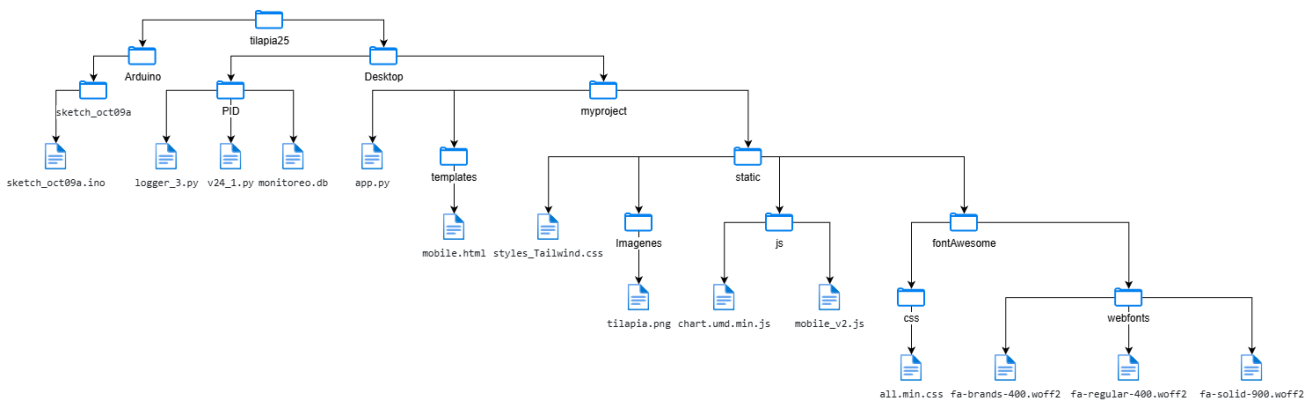 tilapia25
Arduino
Desktop
sketch_oct09a
PID
myproject
sketch_oct09a.ino
logger_3.py
v24_1.py
monitoreo.db
app.py
templates
static
mobile.html
styles_Tailwind.css
Imagenes
js
fontAwesome
tilapia.png
chart.umd.min.js
mobile_v2.js
css
webfonts
all.min.css
fa-brands-400.woff2
fa-regular-400.woff2
fa-solid-900.woff2